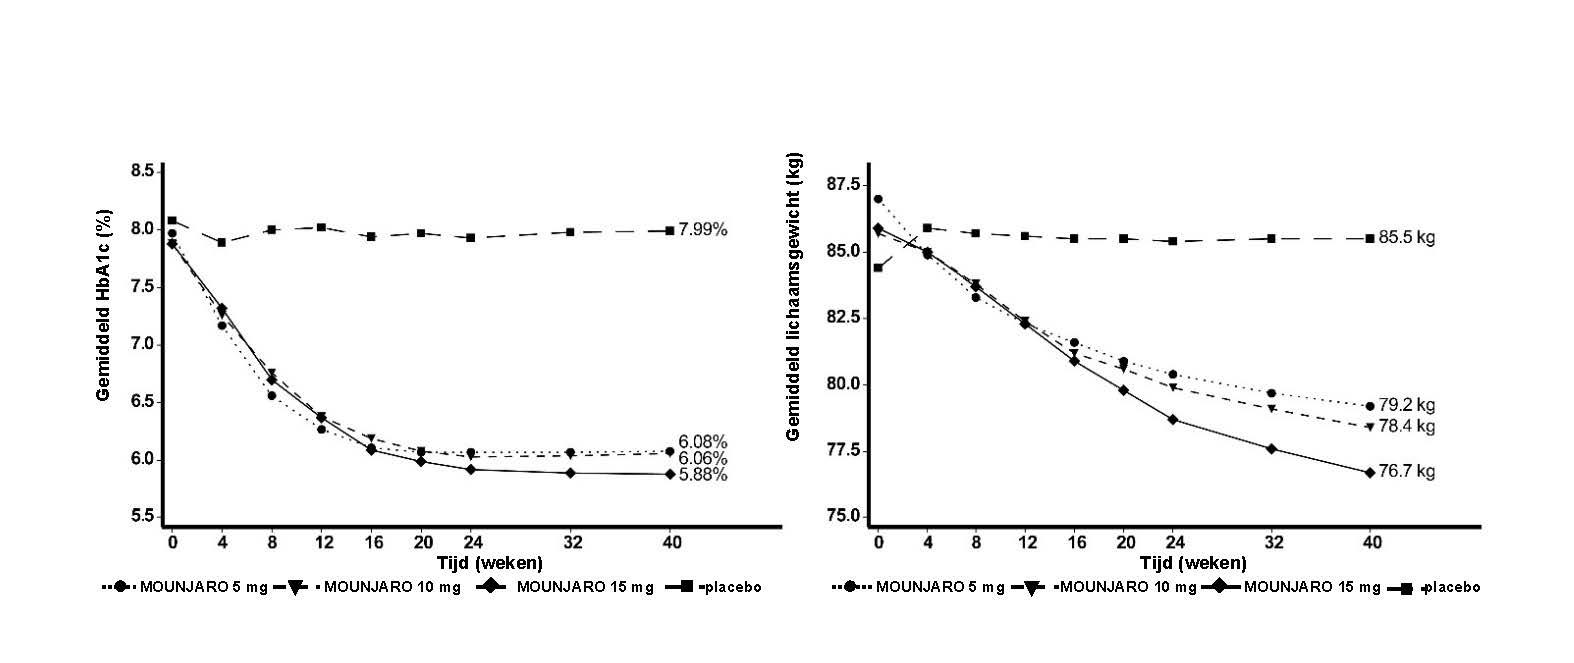 Gemiddeld HbA1c (%)
8.5
8.0
7.5
7.0
6.5
6.0
5.5
7.99%
6.08%
6.06%
5.88%
0 4 8 12 16 20 24 32 40
Tijd (weken)
MOUNJARO 5 mg MOUNJARO 10 mg MOUNJARO 15 mg placebo
Gemiddeld lichaamsgewicht (kg)
87.5
85.0
82.5
80.0
77.5
75.0
85.5 kg
79.2 kg
78.4 kg
76.7 kg
0 4 8 12 16 20 24 32 40
Tijd (weken)
MOUNJARO 5 mg MOUNJARO 10 mg MOUNJARO 15 mg placebo